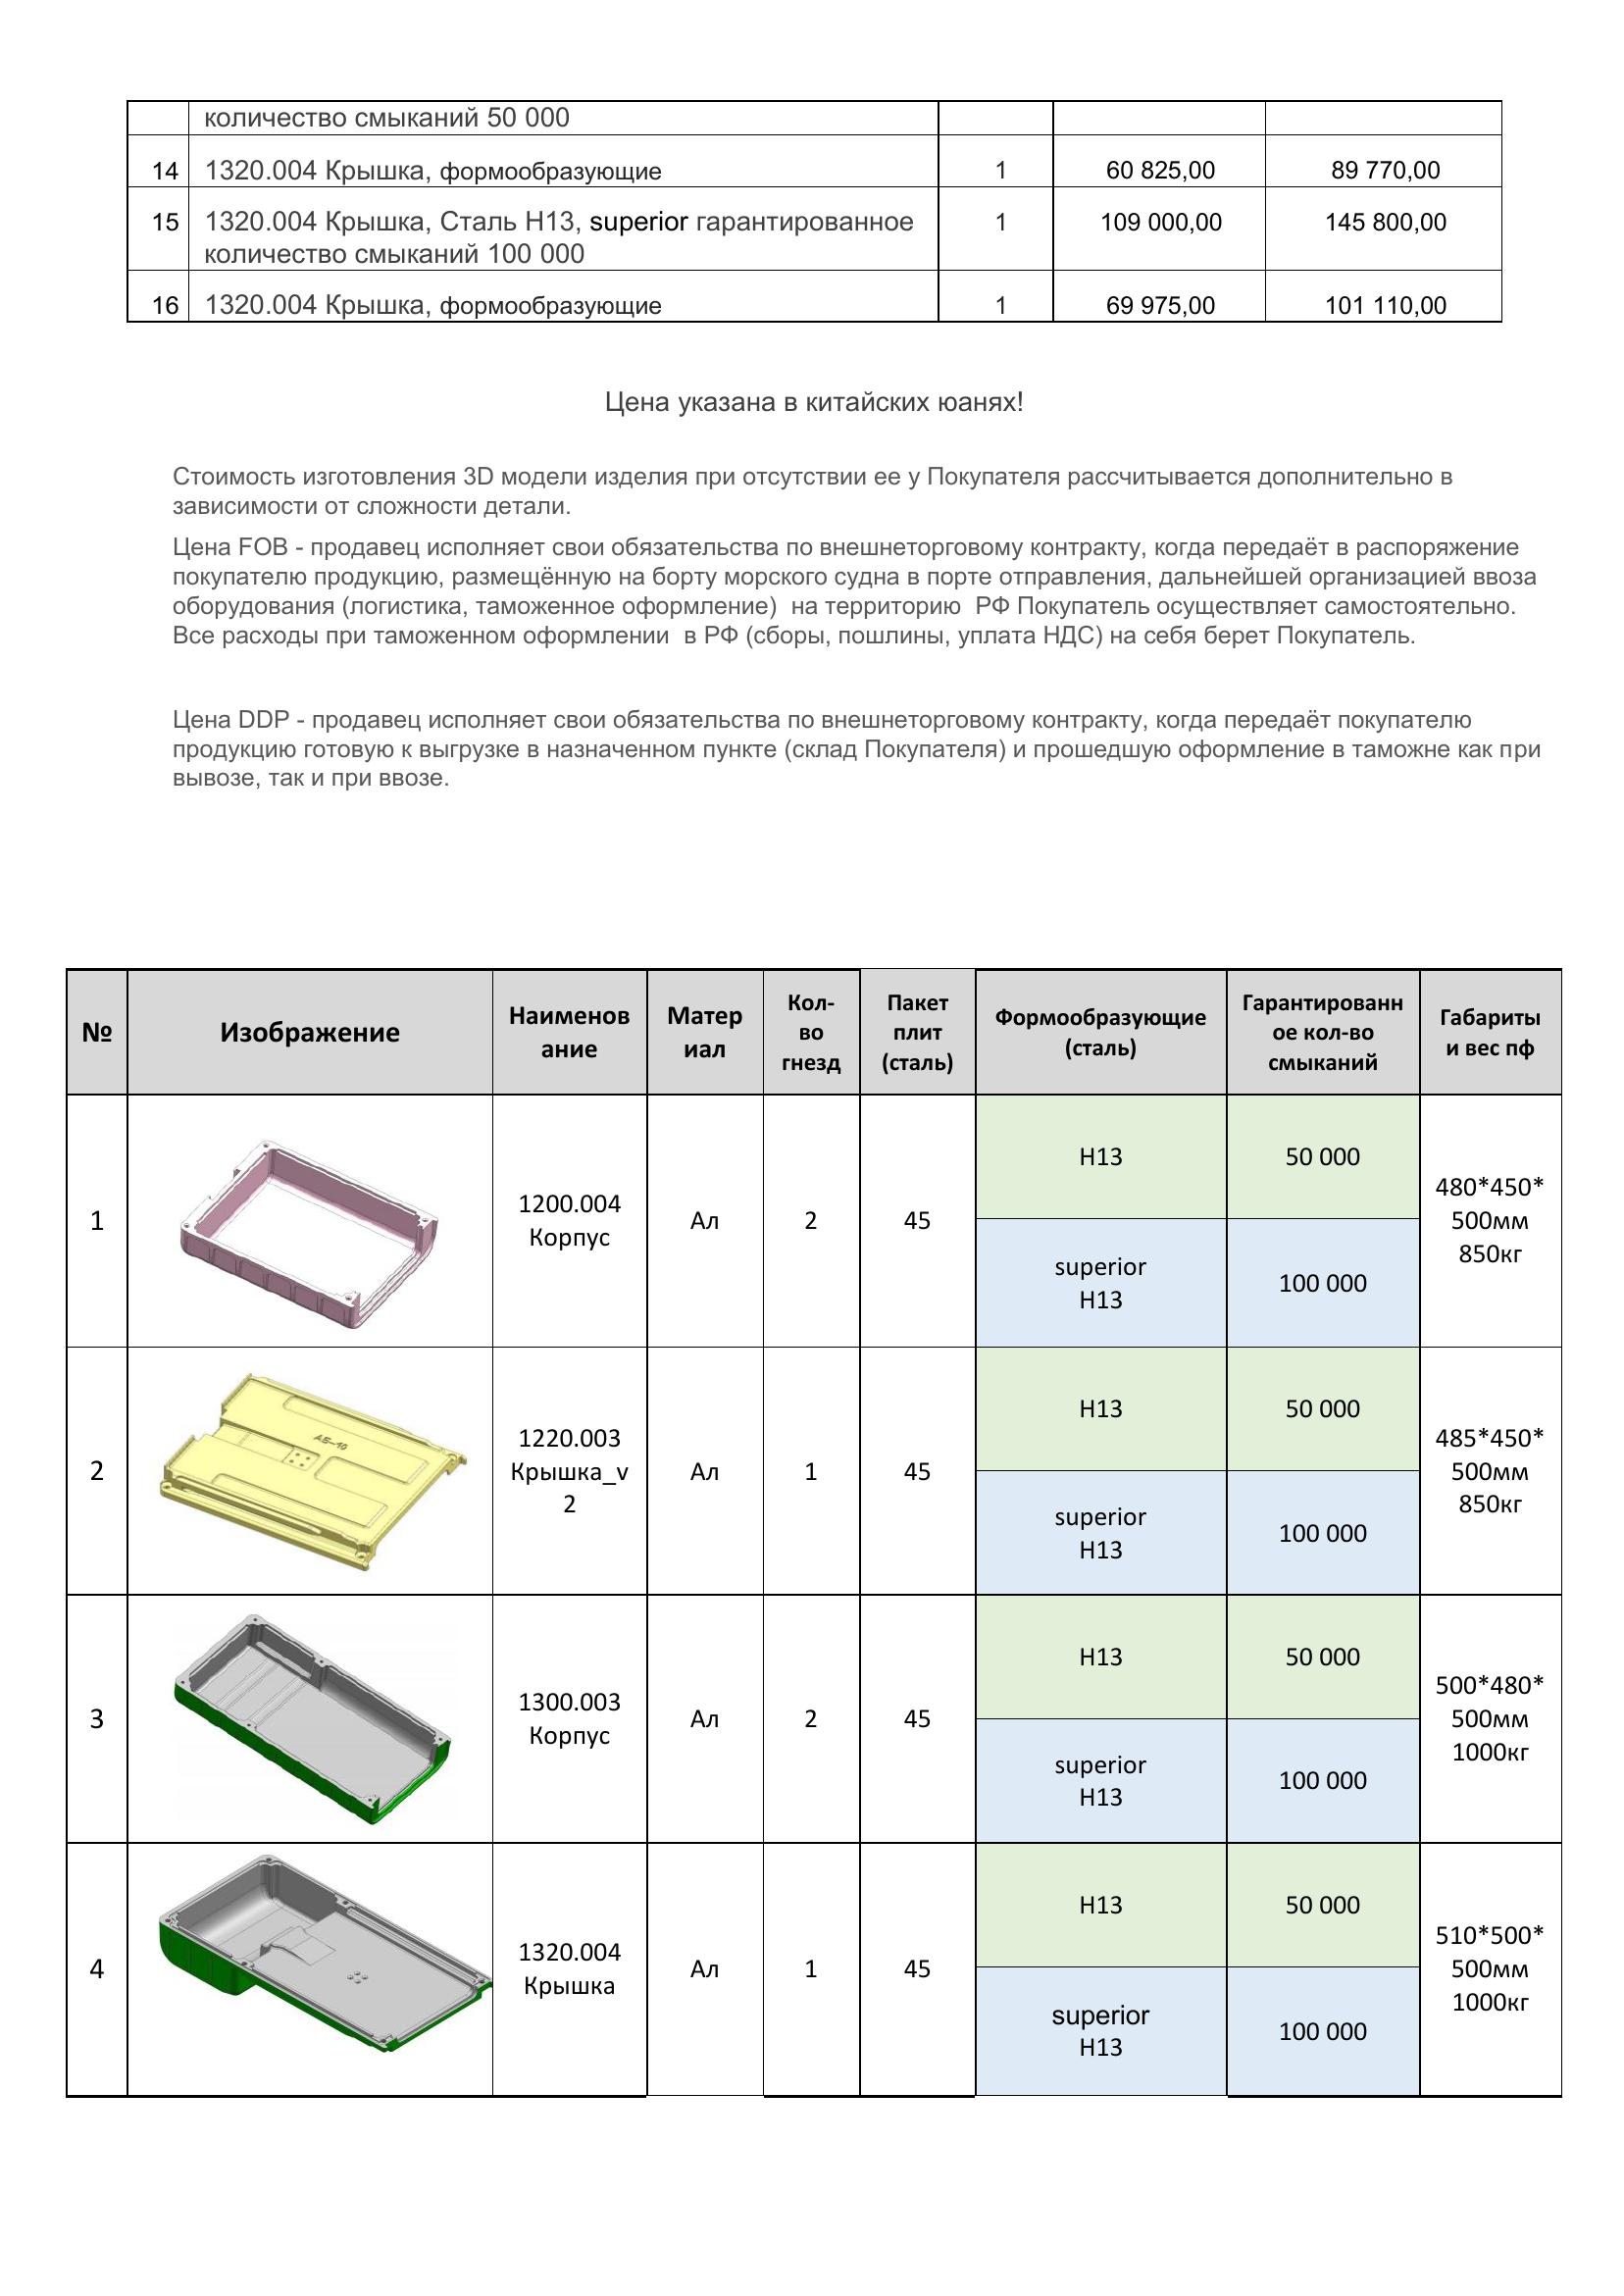 количество смыканий 50 000
14 1320.004 Крышка, формообразующие 1 60 825,00 89 770,00
15 1320.004 Крышка, Сталь H13, superior гарантированное 1 109 000,00 145 800,00
количество смыканий 100 000
16 1320.004 Крышка, формообразующие 1 69 975,00 101 110,00
Цена указана в китайских юанях!
Стоимость изготовления 3D модели изделия при отсутствии ее у Покупателя рассчитывается дополнительно в
зависимости от сложности детали.
Цена FOB - продавец исполняет свои обязательства по внешнеторговому контракту, когда передаёт в распоряжение
покупателю продукцию, размещённую на борту морского судна в порте отправления, дальнейшей организацией ввоза
оборудования (логистика, таможенное оформление) на территорию РФ Покупатель осуществляет самостоятельно.
Все расходы при таможенном оформлении в РФ (сборы, пошлины, уплата НДС) на себя берет Покупатель.
Цена DDP - продавец исполняет свои обязательства по внешнеторговому контракту, когда передаёт покупателю
продукцию готовую к выгрузке в назначенном пункте (склад Покупателя) и прошедшую оформление в таможне как при
вывозе, так и при ввозе.
№
Изображение
Наименов
ание
Матер
иал
Кол-
во
гнезд
Пакет
плит
(сталь)
Формообразующие
(сталь)
Гарантированн
ое кол-во
смыканий
Габариты
и вес пф
1
1200.004
Корпус
Ал
2
45
H13
50 000
superior
H13
100 000
480*450*
500мм
850кг
2
АБ-10
1220.003
Крышка_v
2
Ал
1
45
H13
50 000
superior
H13
100 000
485*450*
500мм
850кг
3
1300.003
Корпус
Ал
2
45
H13
50 000
superior
H13
100 000
500*480*
500мм
1000кг
4
1320.004
Крышка
Ал
1
45
H13
50 000
superior
H13
100 000
510*500*
500мм
1000кг